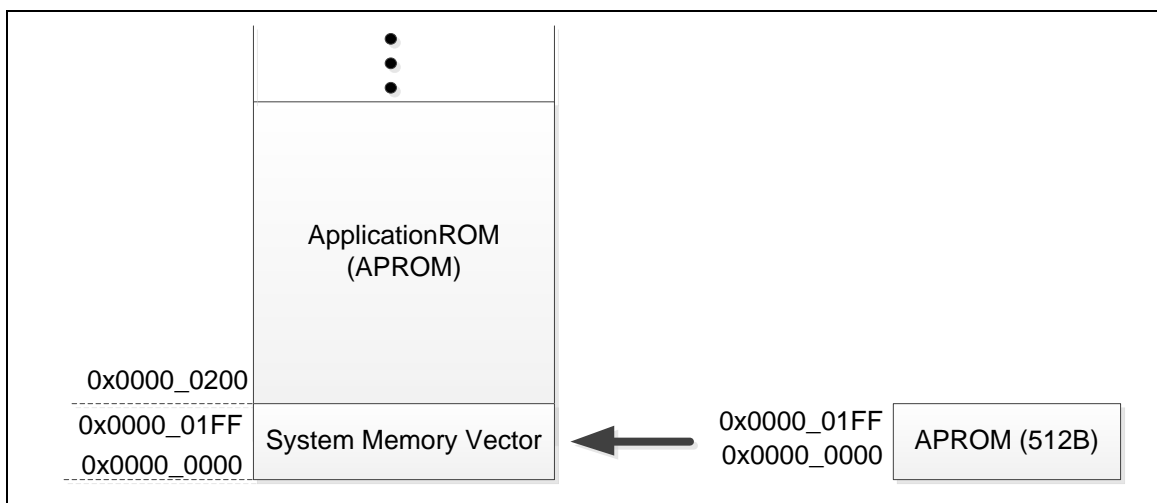 ApplicationROM
(APROM)
0x0000_0200
0x0000_01FF
System Memory Vector
0x0000_0000
0x0000_01FF
0x0000_0000
APROM (512B)